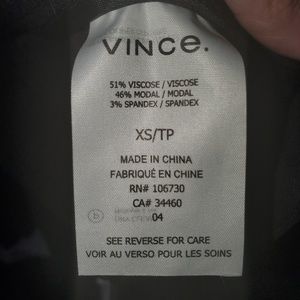 VINCE.
51% VISCOSE / VISCOSE
46% MODAL / MODAL
3% SPANDEX / SPANDEX
XS/TP
MADE IN CHINA
FABRIQUÉ EN CHINE
RN# 106730
CA# 34460
b
04
SEE REVERSE FOR CARE
VOIR AU VERSO POUR LES SOINS